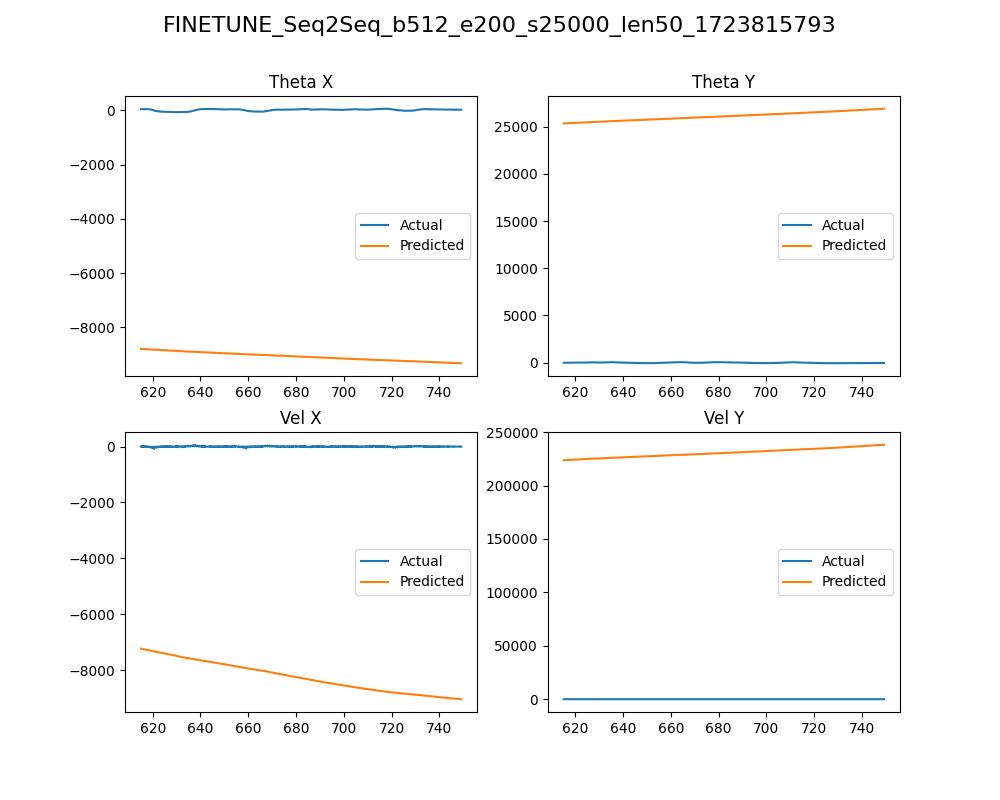 FINETUNE_Seq2Seq_b512_e200_s25000_len50_1723815793
Theta X
0
−2000
−4000
−6000
−8000
620 640 660 680 700 720 740
Actual
Predicted
Theta Y
25000
20000
15000
10000
5000
0
620 640 660 680 700 720 740
Actual
Predicted
Vel X
0
−2000
−4000
−6000
−8000
620 640 660 680 700 720 740
Actual
Predicted
Vel Y
250000
200000
150000
100000
50000
0
620 640 660 680 700 720 740
Actual
Predicted